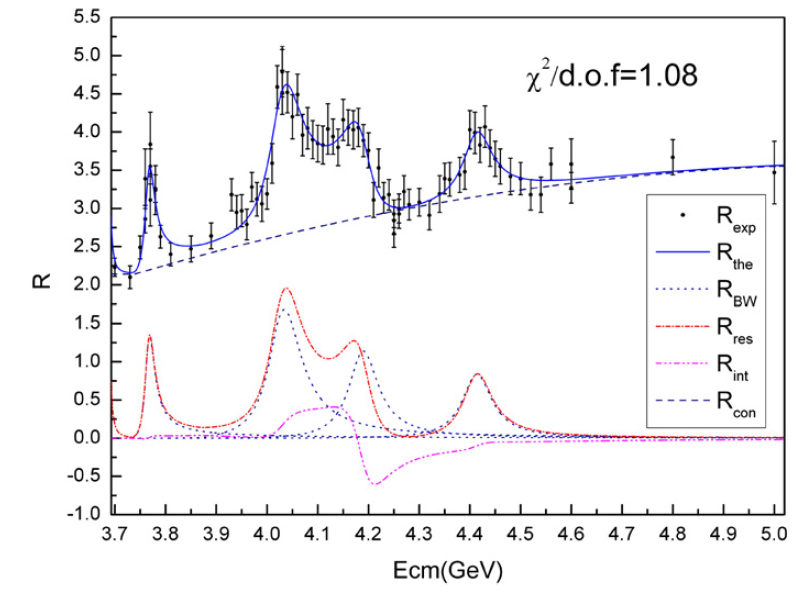 5.5
5.0
4.5
4.0
3.5
3.0
2.5
2.0
1.5
1.0
0.5
0.0
-0.5
-1.0
R
χ²/d.o.f=1.08
R_exp
R_the
R_BW
R_res
R_int
R_con
3.7 3.8 3.9 4.0 4.1 4.2 4.3 4.4 4.5 4.6 4.7 4.8 4.9 5.0
Ecm(GeV)